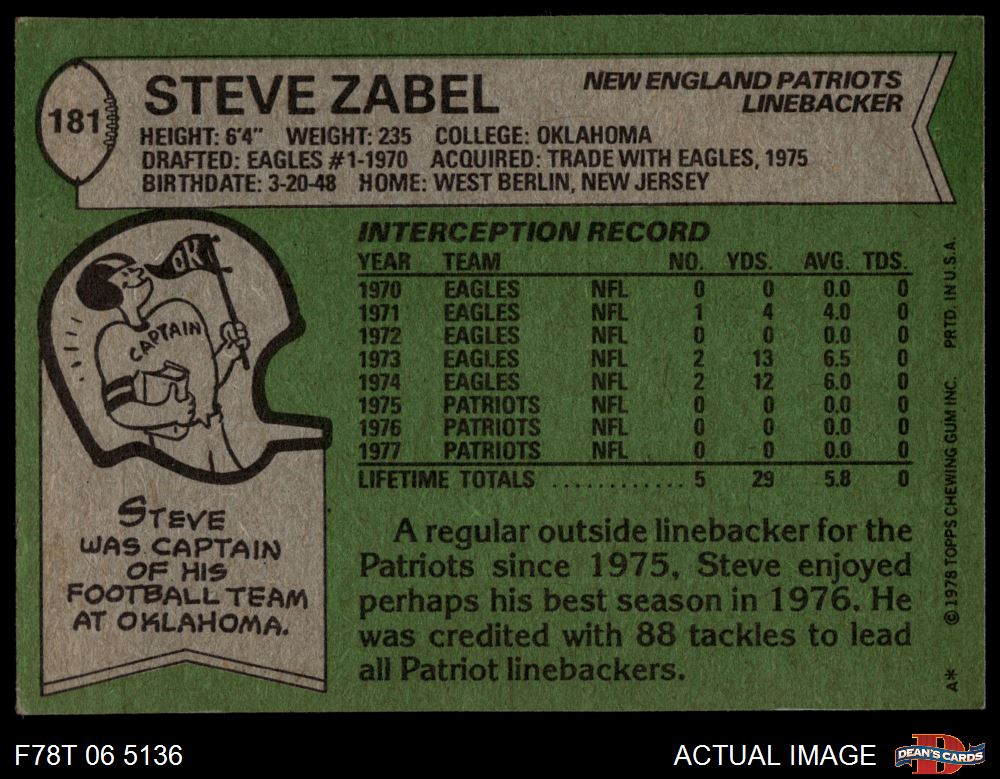 181
STEVE ZABEL
NEW ENGLAND PATRIOTS
LINEBACKER
HEIGHT: 6'4" WEIGHT: 235 COLLEGE: OKLAHOMA
DRAFTED: EAGLES #1-1970 ACQUIRED: TRADE WITH EAGLES, 1975
BIRTHDATE: 3-20-48 HOME: WEST BERLIN, NEW JERSEY
OK
CAPTAIN
STEVE
WAS CAPTAIN
OF HIS
FOOTBALL TEAM
AT OKLAHOMA.
INTERCEPTION RECORD
YEAR TEAM NO. YDS. AVG. TDS.
1970 EAGLES NFL 0 0 0.0 0
1971 EAGLES NFL 1 4 4.0 0
1972 EAGLES NFL 0 0 0.0 0
1973 EAGLES NFL 2 13 6.5 0
1974 EAGLES NFL 2 12 6.0 0
1975 PATRIOTS NFL 0 0 0.0 0
1976 PATRIOTS NFL 0 0 0.0 0
1977 PATRIOTS NFL 0 0 0.0 0
LIFETIME TOTALS ............ 5 29 5.8 0
A regular outside linebacker for the
Patriots since 1975, Steve enjoyed
perhaps his best season in 1976. He
was credited with 88 tackles to lead
all Patriot linebackers.
A* © 1978 TOPPS CHEWING GUM INC. PRTD. IN U.S.A.
F78T 06 5136
ACTUAL IMAGE
D
DEAN'S CARDS